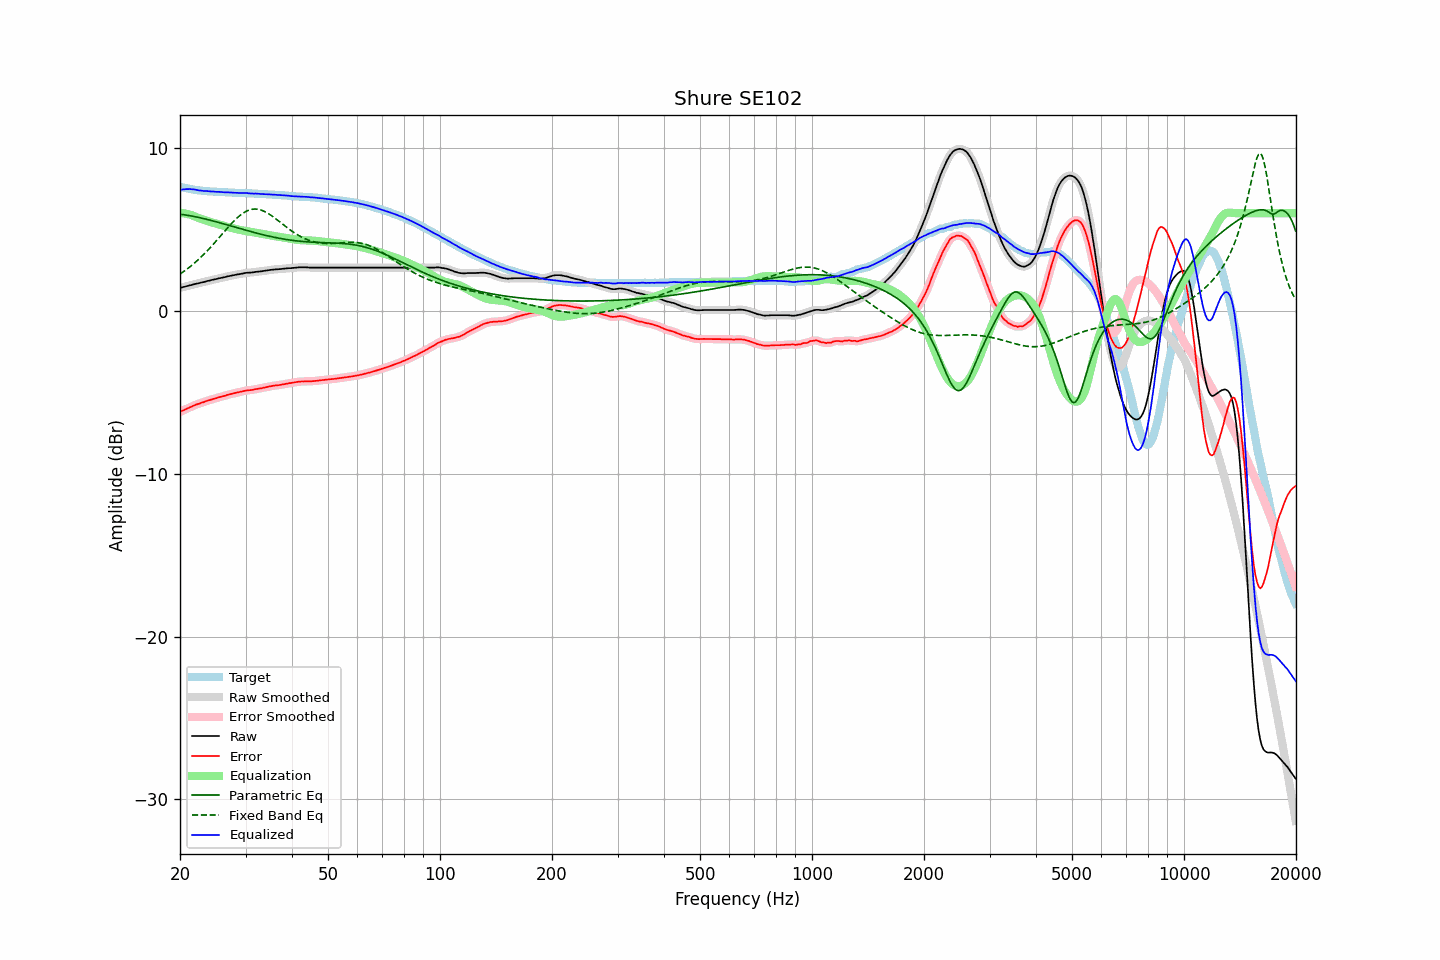 Shure SE102
Amplitude (dBr)
10
0
−10
−20
−30
Target
Raw Smoothed
Error Smoothed
Raw
Error
Equalization
Parametric Eq
Fixed Band Eq
Equalized
20 50 100 200 500 1000 2000 5000 10000 20000
Frequency (Hz)